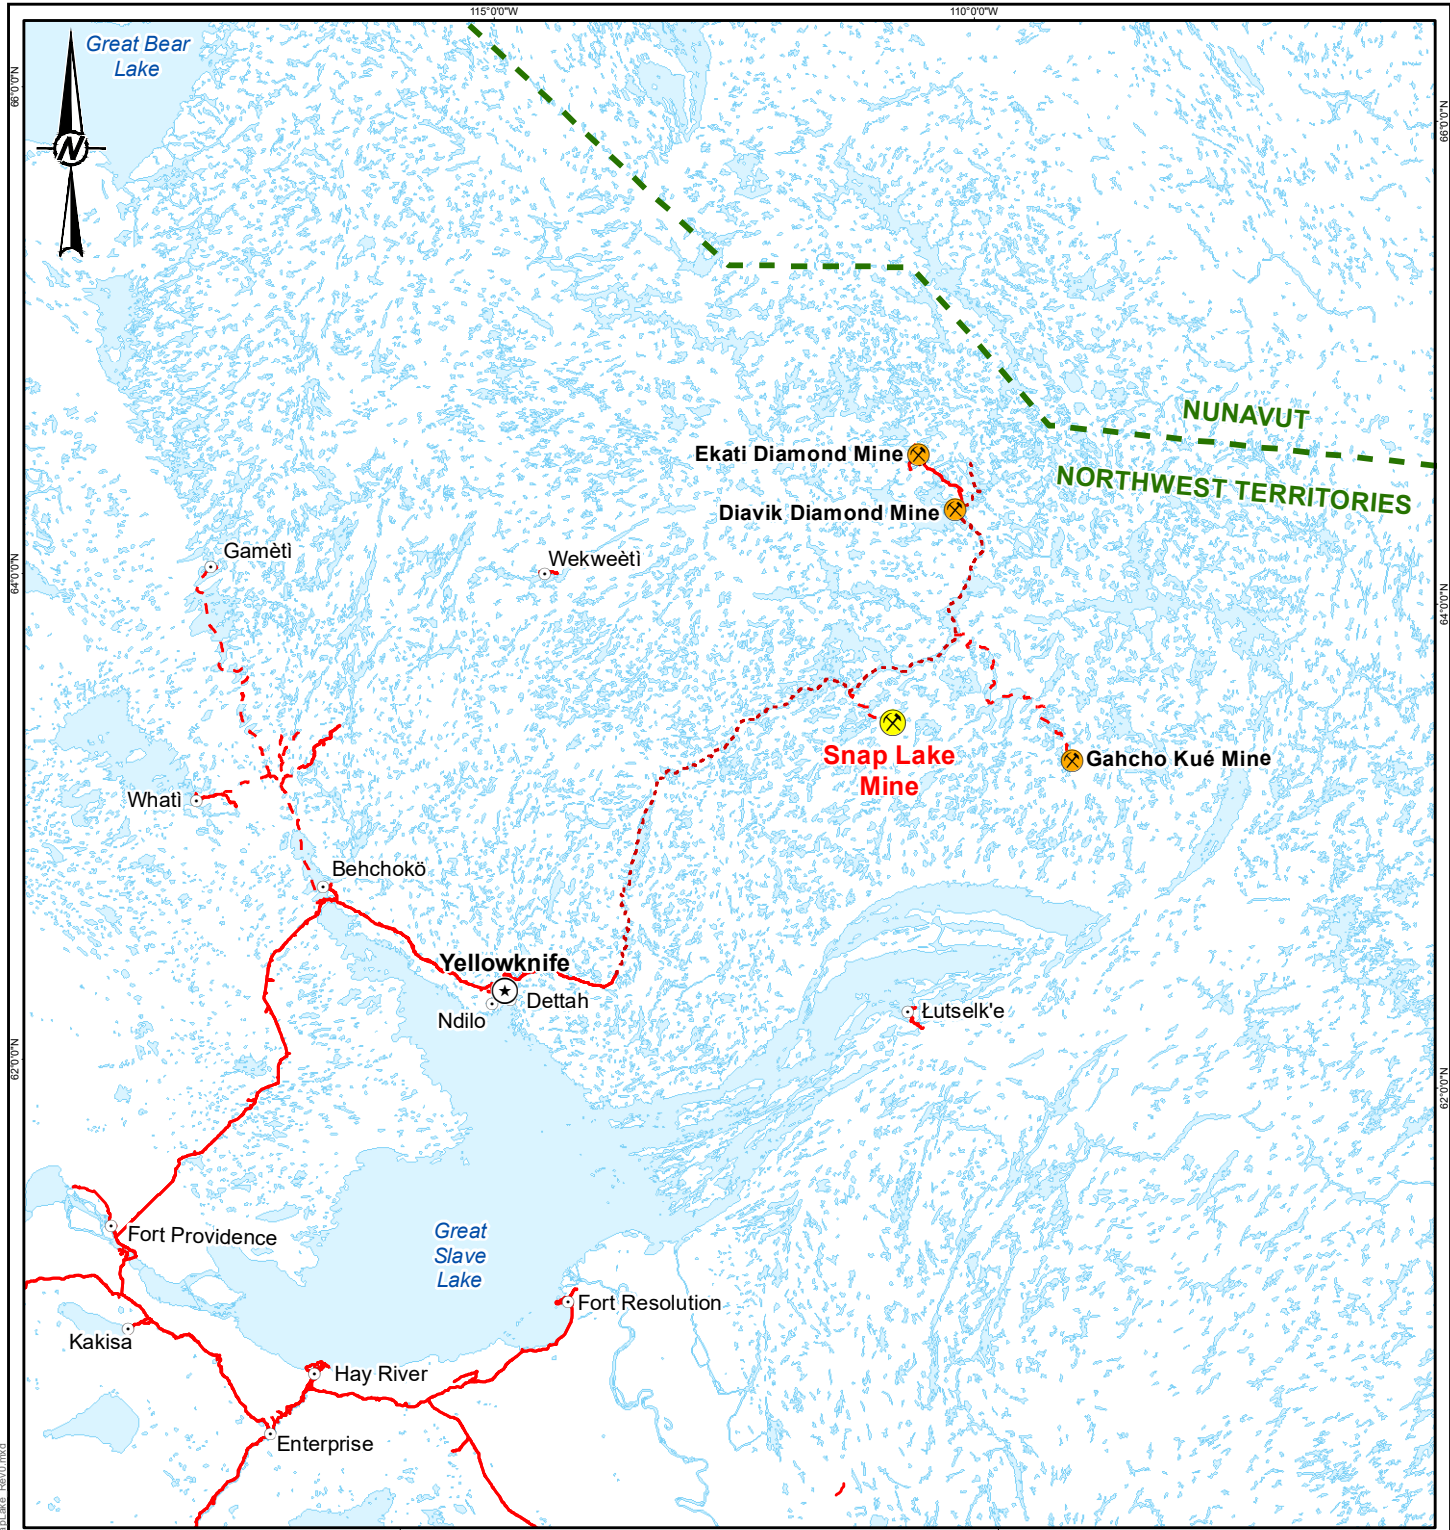 115°0'0"W
110°0'0"W
Great Bear
Lake
66°0'0"N
66°0'0"N
N
NUNAVUT
Ekati Diamond Mine
NORTHWEST TERRITORIES
Diavik Diamond Mine
Gamètì
Wekweètì
64°0'0"N
64°0'0"N
Snap Lake
Mine
Gahcho Kué Mine
Whatì
Behchokö
Yellowknife
Dettah
Ndilo
Łutselk'e
62°0'0"N
62°0'0"N
Fort Providence
Great
Slave
Lake
Fort Resolution
Kakisa
Hay River
Enterprise